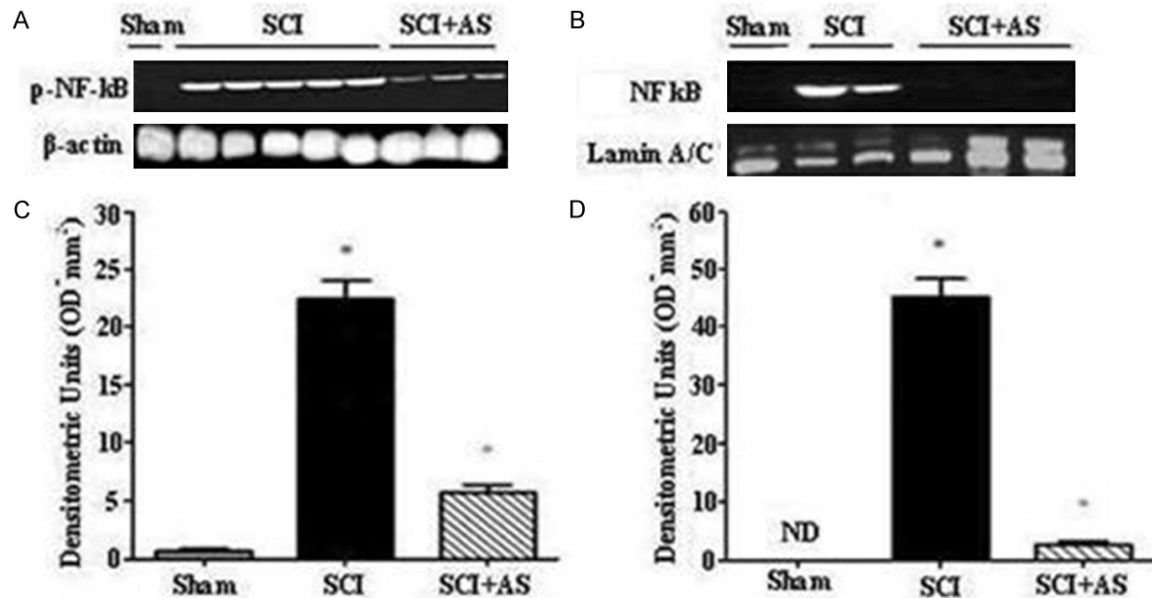 A
Sham SCI SCI+AS
p-NF-kB
β-actin
B
Sham SCI SCI+AS
NF kB
Lamin A/C
C
Densitometric Units (OD*mm²)
30
25
20
15
10
5
0
*
*
Sham SCI SCI+AS
D
Densitometric Units (OD*mm²)
60
50
40
30
20
10
0
ND
*
*
Sham SCI SCI+AS